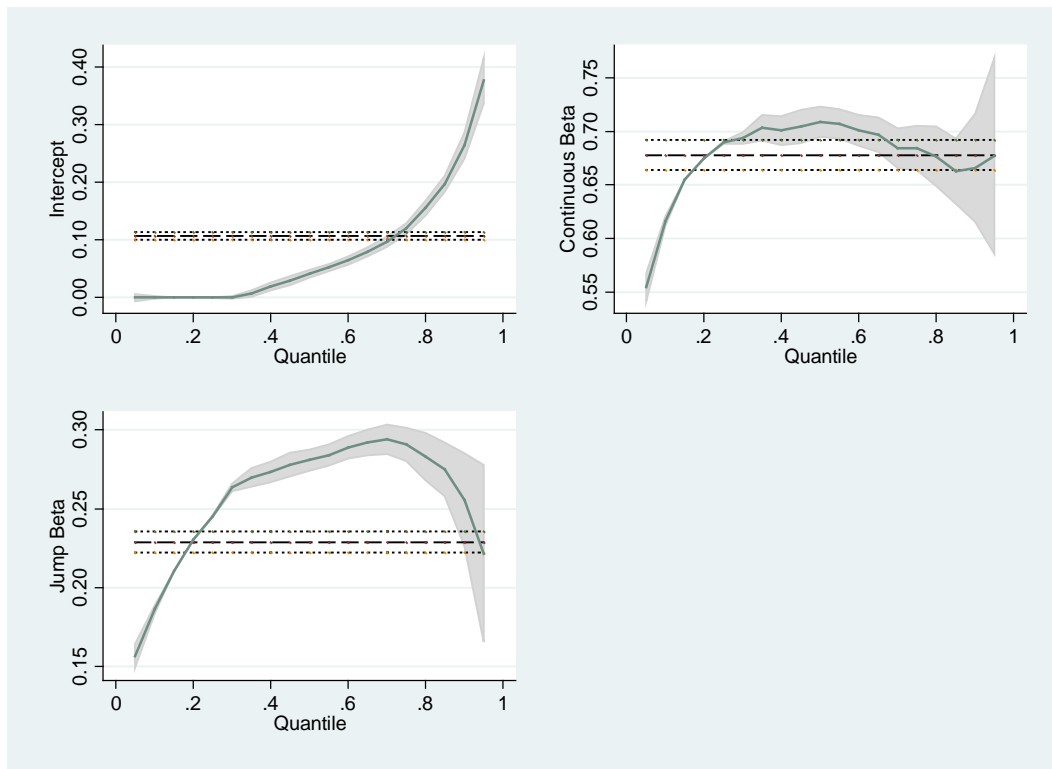 Intercept
0.40
0.30
0.20
0.10
0.00
0 .2 .4 .6 .8 1
Quantile
Continuous Beta
0.75
0.70
0.65
0.60
0.55
0 .2 .4 .6 .8 1
Quantile
Jump Beta
0.30
0.25
0.20
0.15
0 .2 .4 .6 .8 1
Quantile